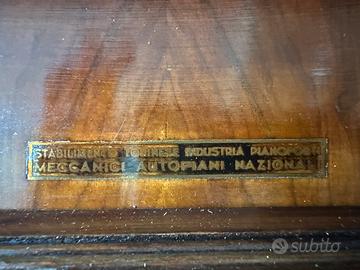 STABILIMENTO TORINESE INDUSTRIA PIANOFORTI
MECCANICI AUTOPIANI NAZIONALI
subito